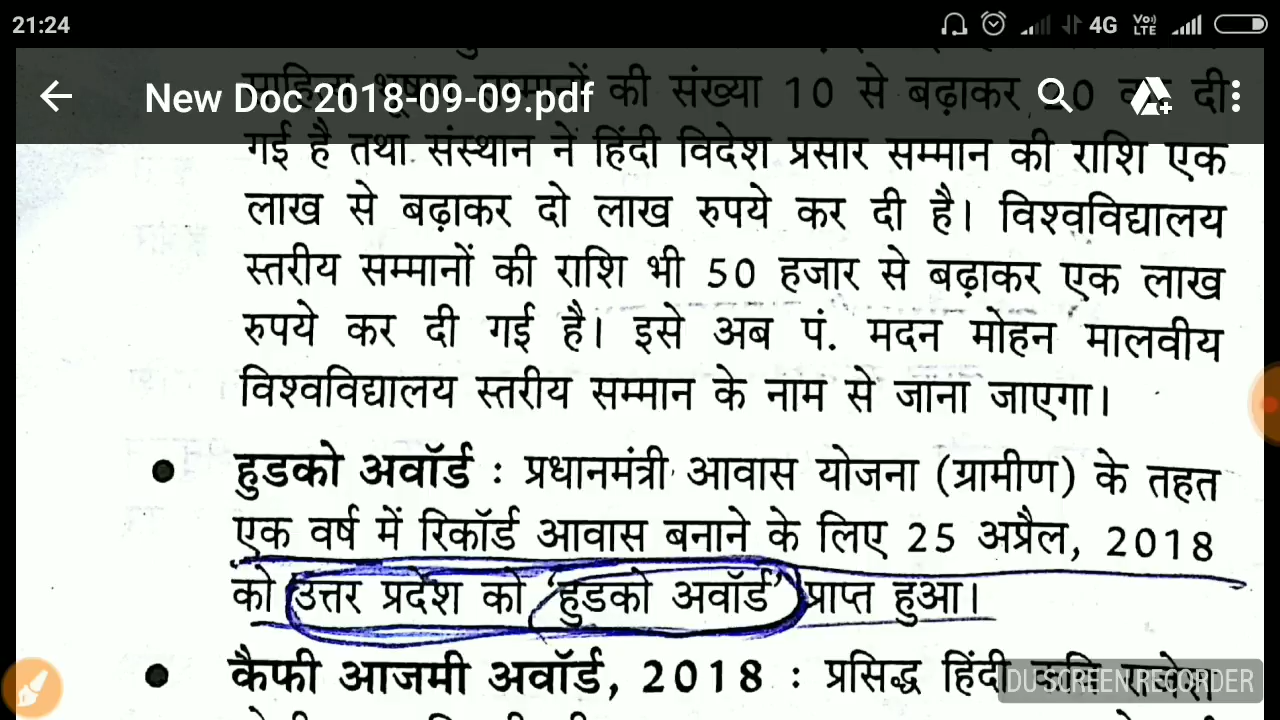 21:24
4G Vo)) LTE
की संख्या 10 से बढ़ाकर दी
New Doc 2018-09-09.pdf
गई है तथा संस्थान ने हिंदी विदेश प्रसार सम्मान की राशि एक
लाख से बढ़ाकर दो लाख रुपये कर दी है। विश्वविद्यालय
स्तरीय सम्मानों की राशि भी 50 हजार से बढ़ाकर एक लाख
रुपये कर दी गई है। इसे अब पं. मदन मोहन मालवीय
विश्वविद्यालय स्तरीय सम्मान के नाम से जाना जाएगा।
● हुडको अवॉर्ड : प्रधानमंत्री आवास योजना (ग्रामीण) के तहत
एक वर्ष में रिकॉर्ड आवास बनाने के लिए 25 अप्रैल, 2018
को उत्तर प्रदेश को 'हुडको अवॉर्ड' प्राप्त हुआ।
● कैफी आजमी अवॉर्ड, 2018 : प्रसिद्ध हिंदी
DU SCREEN RECORDER